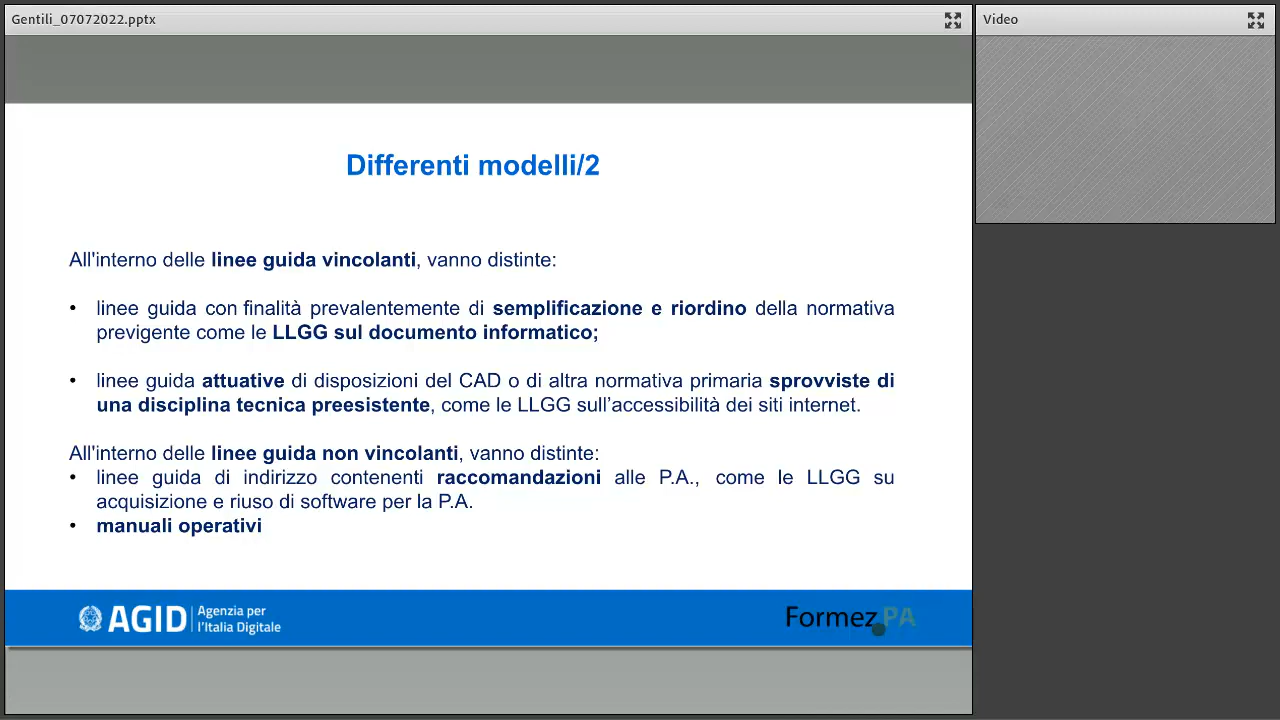 Gentili_07072022.pptx
Video
Differenti modelli/2
All'interno delle linee guida vincolanti, vanno distinte:
• linee guida con finalità prevalentemente di semplificazione e riordino della normativa
previgente come le LLGG sul documento informatico;
• linee guida attuative di disposizioni del CAD o di altra normativa primaria sprovviste di
una disciplina tecnica preesistente, come le LLGG sull’accessibilità dei siti internet.
All'interno delle linee guida non vincolanti, vanno distinte:
• linee guida di indirizzo contenenti raccomandazioni alle P.A., come le LLGG su
acquisizione e riuso di software per la P.A.
• manuali operativi
AGID Agenzia per
l'Italia Digitale
Formez PA